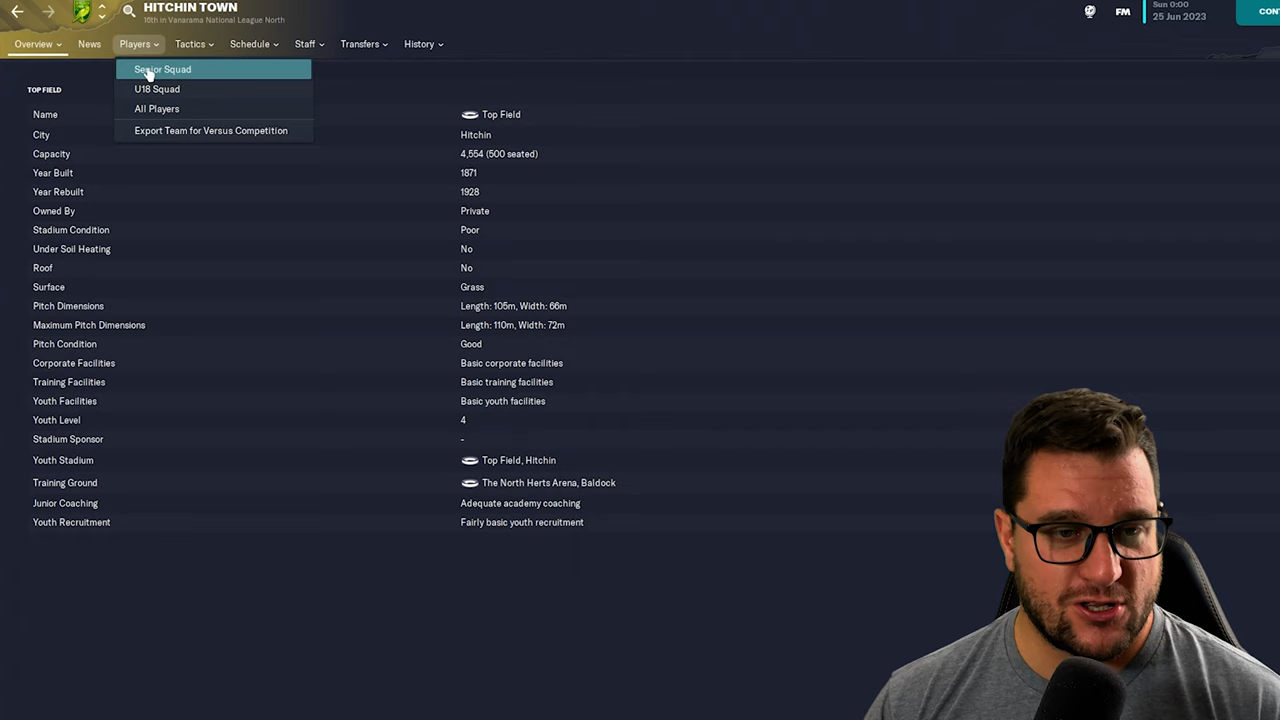 HITCHIN TOWN
16th in Vanarama National League North
FM
Sun 0:00
25 Jun 2023
Overview
News
Players
Tactics
Schedule
Staff
Transfers
History
Senior Squad
U18 Squad
All Players
Export Team for Versus Competition
TOP FIELD
Name Top Field
City Hitchin
Capacity 4,554 (500 seated)
Year Built 1871
Year Rebuilt 1928
Owned By Private
Stadium Condition Poor
Under Soil Heating No
Roof No
Surface Grass
Pitch Dimensions Length: 105m, Width: 66m
Maximum Pitch Dimensions Length: 110m, Width: 72m
Pitch Condition Good
Corporate Facilities Basic corporate facilities
Training Facilities Basic training facilities
Youth Facilities Basic youth facilities
Youth Level 4
Stadium Sponsor -
Youth Stadium Top Field, Hitchin
Training Ground The North Herts Arena, Baldock
Junior Coaching Adequate academy coaching
Youth Recruitment Fairly basic youth recruitment